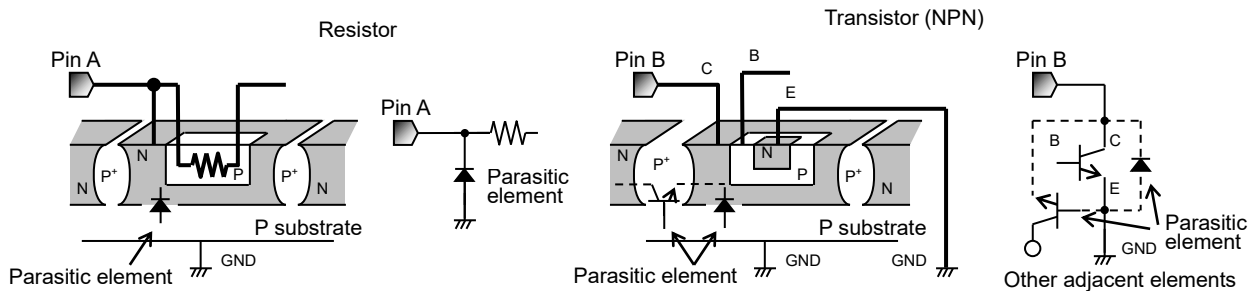 Resistor
Transistor (NPN)
Pin A
Pin A
N
N
P+
P
P+
N
Parasitic
element
P substrate
GND
Parasitic element
Pin B
C
B
E
N
P+
N
N
P
P+
N
P substrate
GND
GND
Parasitic element
Pin B
B
C
E
Parasitic
element
GND
Other adjacent elements